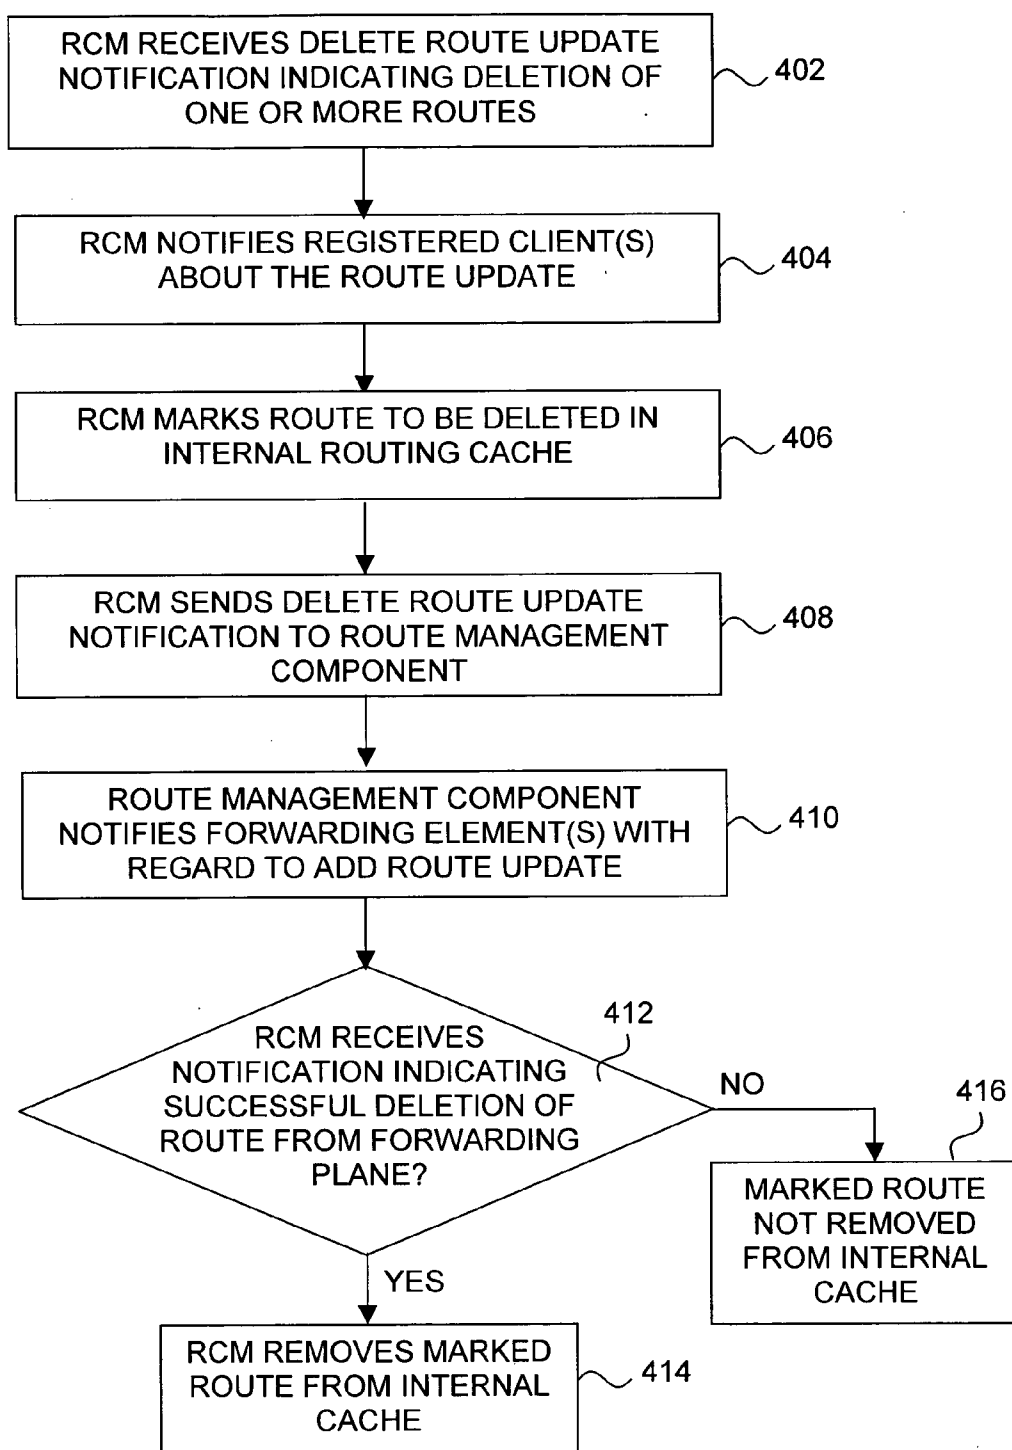 RCM RECEIVES DELETE ROUTE UPDATE
NOTIFICATION INDICATING DELETION OF
ONE OR MORE ROUTES
402
RCM NOTIFIES REGISTERED CLIENT(S)
ABOUT THE ROUTE UPDATE
404
RCM MARKS ROUTE TO BE DELETED IN
INTERNAL ROUTING CACHE
406
RCM SENDS DELETE ROUTE UPDATE
NOTIFICATION TO ROUTE MANAGEMENT
COMPONENT
408
ROUTE MANAGEMENT COMPONENT
NOTIFIES FORWARDING ELEMENT(S) WITH
REGARD TO ADD ROUTE UPDATE
410
RCM RECEIVES
NOTIFICATION INDICATING
SUCCESSFUL DELETION OF
ROUTE FROM FORWARDING
PLANE?
412
NO
416
MARKED ROUTE
NOT REMOVED
FROM INTERNAL
CACHE
YES
RCM REMOVES MARKED
ROUTE FROM INTERNAL
CACHE
414